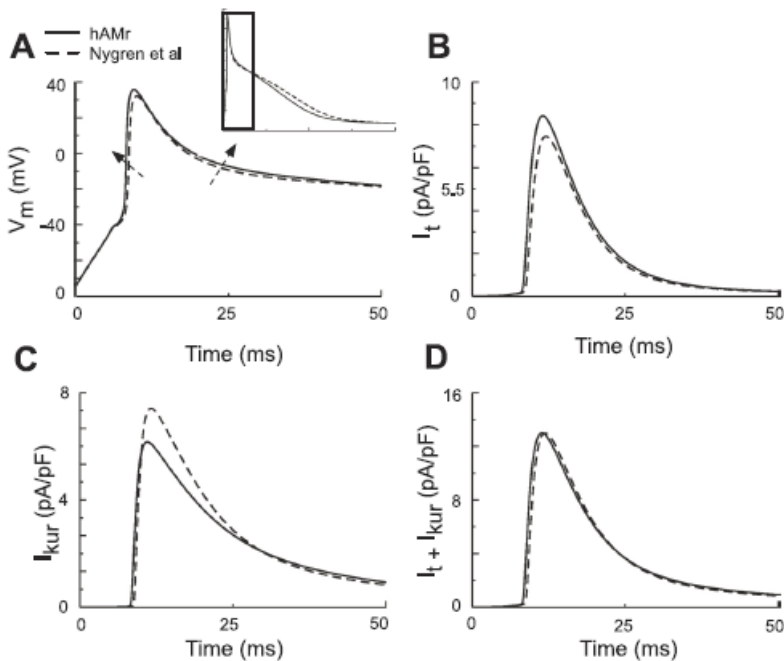 hAMr
Nygren et al
A
40
0
-40
0
V_m (mV)
0
25
50
Time (ms)
B
10
5.5
0
I_t (pA/pF)
0
25
50
Time (ms)
C
8
4
0
I_kur (pA/pF)
0
25
50
Time (ms)
D
16
8
0
I_t + I_kur (pA/pF)
0
25
50
Time (ms)